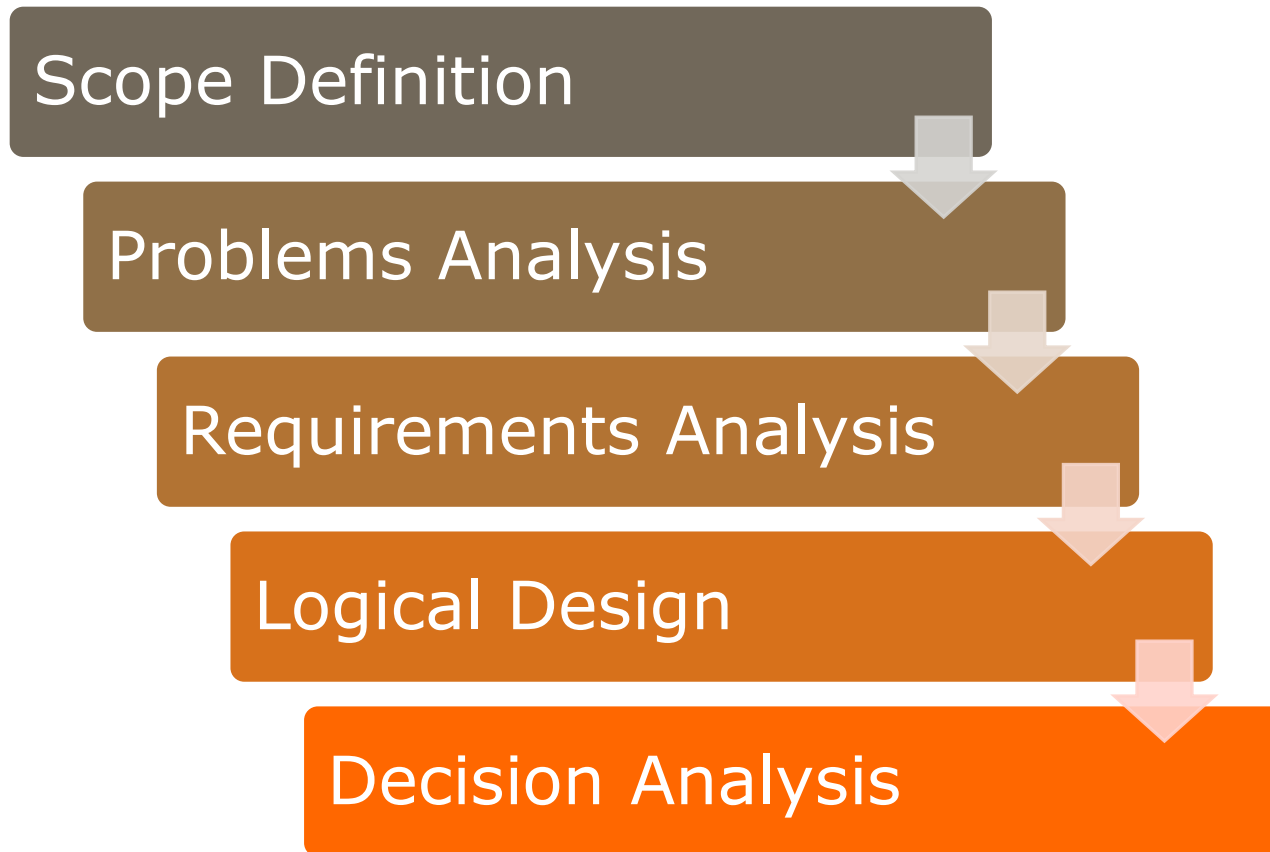 Scope Definition
Problems Analysis
Requirements Analysis
Logical Design
Decision Analysis